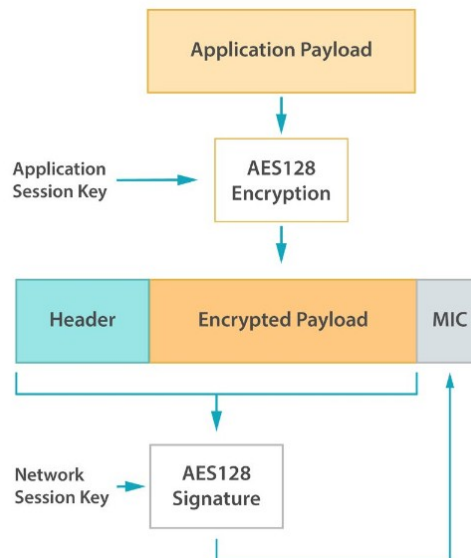 Application Payload
Application
Session Key
AES128
Encryption
Header
Encrypted Payload
MIC
Network
Session Key
AES128
Signature